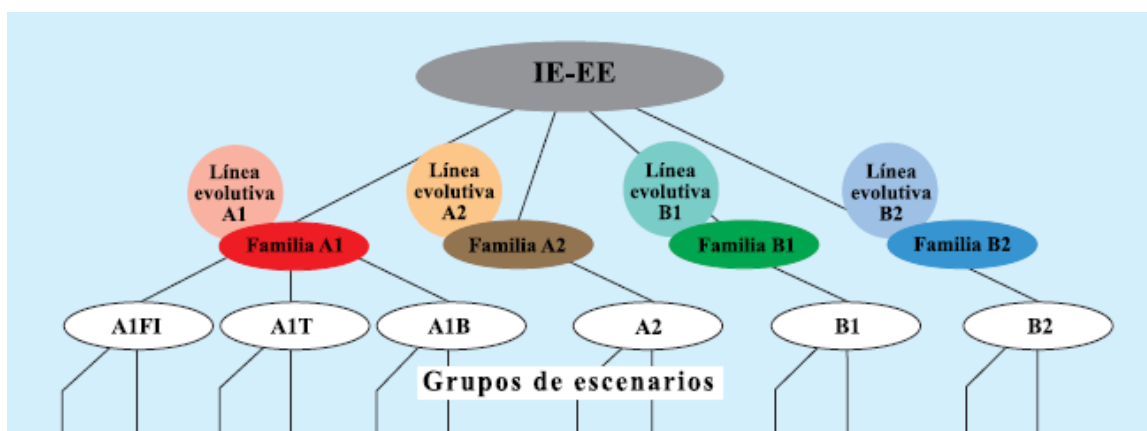 IE-EE
Línea
evolutiva
A1
Línea
evolutiva
A2
Línea
evolutiva
B1
Línea
evolutiva
B2
Familia A1
Familia A2
Familia B1
Familia B2
A1FI
A1T
A1B
A2
B1
B2
Grupos de escenarios